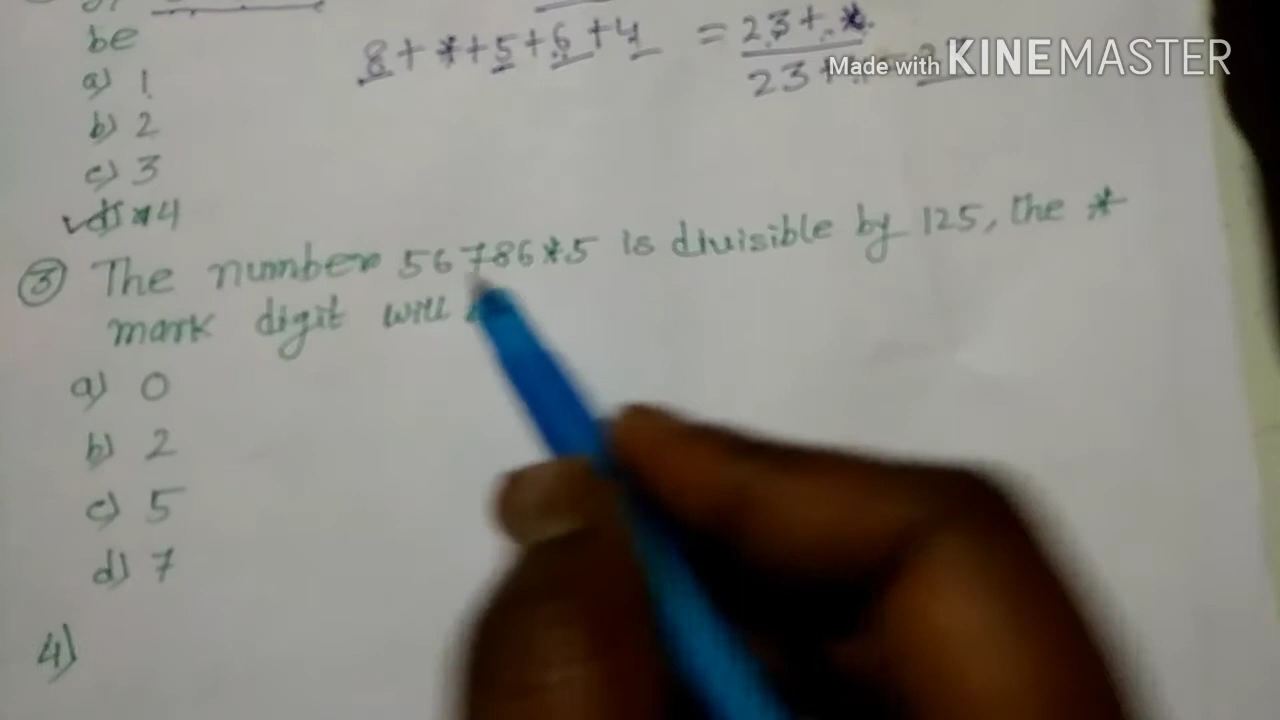 be
8 + * + 5 + 6 + 4 = 23 + *
a) 1
23 +
Made with KINEMASTER
b) 2
c) 3
d) 4
③ The number 56786*5 is divisible by 125, the *
mark digit will
a) 0
b) 2
c) 5
d) 7
4)